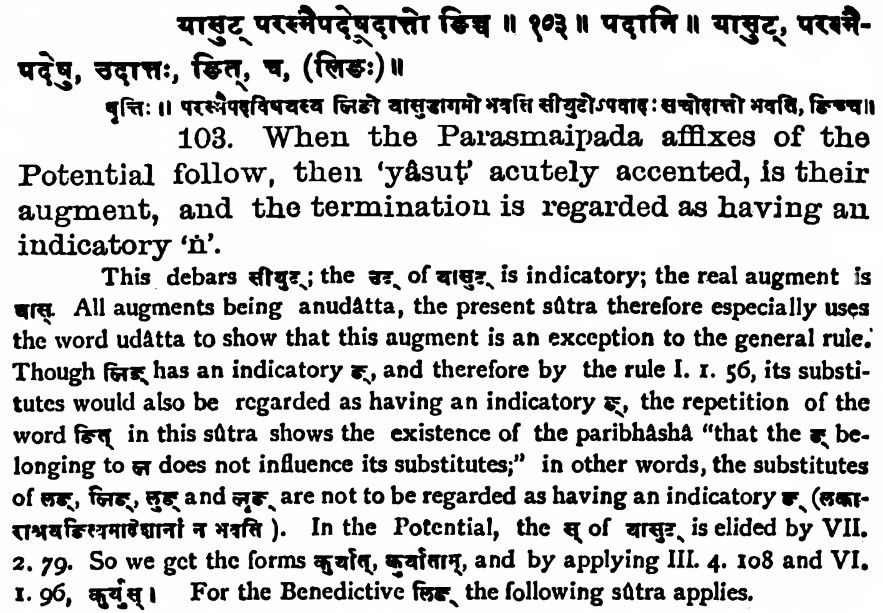 यासुट् परस्मैपदेषूदात्तो ङिच्च ॥ १०३ ॥ पदानि ॥ यासुट्, परस्मै-
पदेषु, उदात्तः, ङित्, च, (लिङः)॥
वृत्तिः ॥ परस्मैपदविषयस्य लिङो यासुडागमो भवति सीयुटोऽपवादः सचोदात्तो भवति, ङिच्च॥
103. When the Parasmaipada affixes of the
Potential follow, then 'yâsuṭ' acutely accented, is their
augment, and the termination is regarded as having an
indicatory 'ṅ'.
This debars सीयुट्; the उट् of यासुट् is indicatory; the real augment is
यास्. All augments being anudâtta, the present sûtra therefore especially uses
the word udâtta to show that this augment is an exception to the general rule.
Though लिङ् has an indicatory ङ्, and therefore by the rule I. 1. 56, its substi-
tutes would also be regarded as having an indicatory ङ्, the repetition of the
word ङित् in this sûtra shows the existence of the paribhâshâ "that the ङ् be-
longing to ल does not influence its substitutes;" in other words, the substitutes
of लङ्, लिङ्, लुङ् and लृङ् are not to be regarded as having an indicatory ङ् (लका-
राश्रयङित्त्वमादेशानां न भवति). In the Potential, the स् of यासुट् is elided by VII.
2. 79. So we get the forms कुर्यात्, कुर्याताम्, and by applying III. 4. 108 and VI.
1. 96, कुर्युस् । For the Benedictive लिङ् the following sûtra applies.